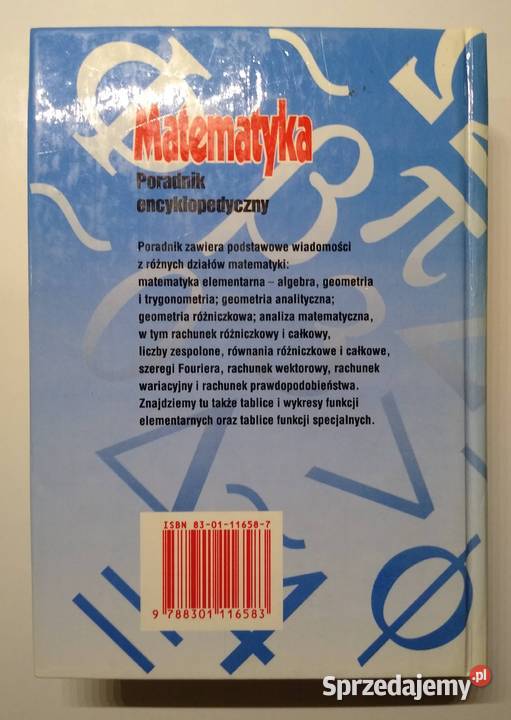 Matematyka
Poradnik
encyklopedyczny
Poradnik zawiera podstawowe wiadomości
z różnych działów matematyki:
matematyka elementarna – algebra, geometria
i trygonometria; geometria analityczna;
geometria różniczkowa; analiza matematyczna,
w tym rachunek różniczkowy i całkowy,
liczby zespolone, równania różniczkowe i całkowe,
szeregi Fouriera, rachunek wektorowy, rachunek
wariacyjny i rachunek prawdopodobieństwa.
Znajdziemy tu także tablice i wykresy funkcji
elementarnych oraz tablice funkcji specjalnych.
ISBN 83-01-11658-7
9 788301 116583
Sprzedajemy.pl